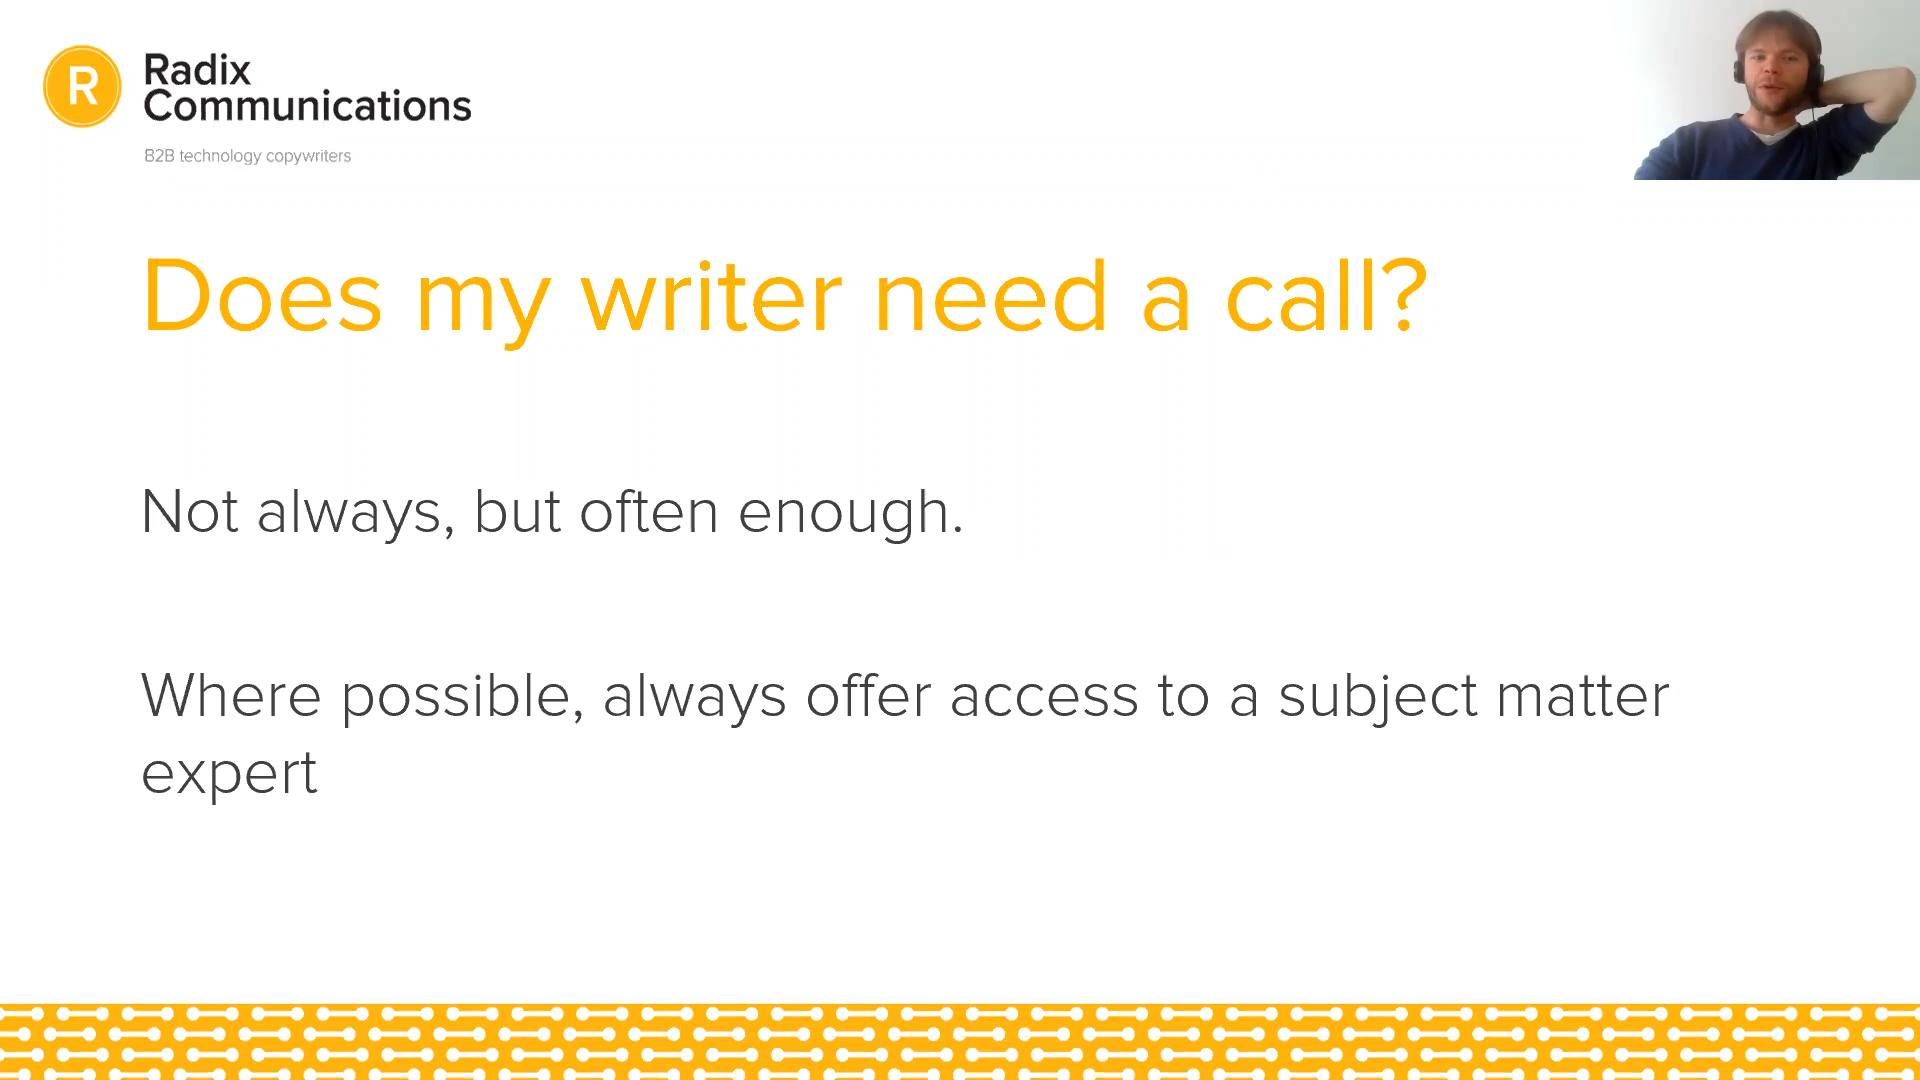 R
Radix
Communications
B2B technology copywriters
Does my writer need a call?
Not always, but often enough.
Where possible, always offer access to a subject matter
expert